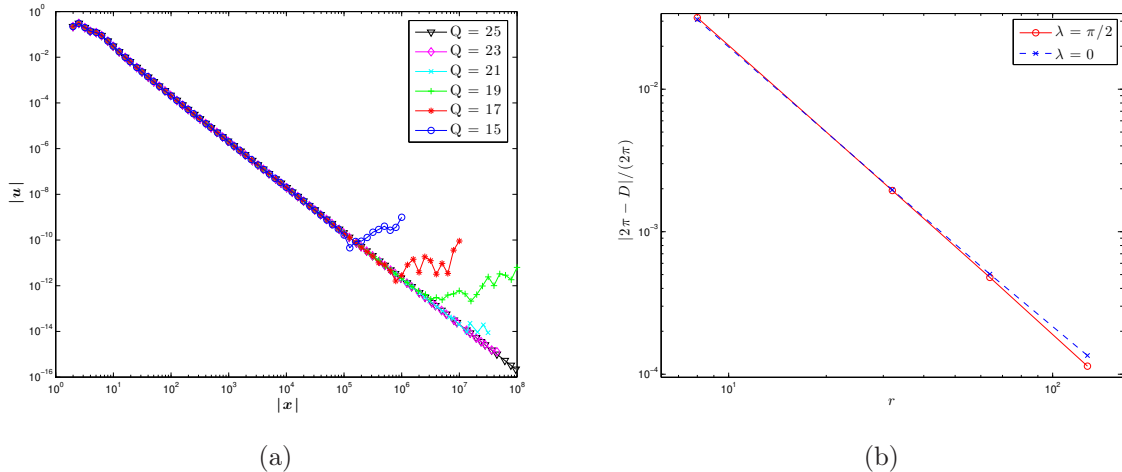 10^0
10^{-2}
10^{-4}
10^{-6}
10^{-8}
10^{-10}
10^{-12}
10^{-14}
10^{-16}
|u|
10^0 10^1 10^2 10^3 10^4 10^5 10^6 10^7 10^8
|x|
Q = 25
Q = 23
Q = 21
Q = 19
Q = 17
Q = 15
(a)
10^{-2}
10^{-3}
10^{-4}
|2π − D|/(2π)
10^1 10^2
r
λ = π/2
λ = 0
(b)